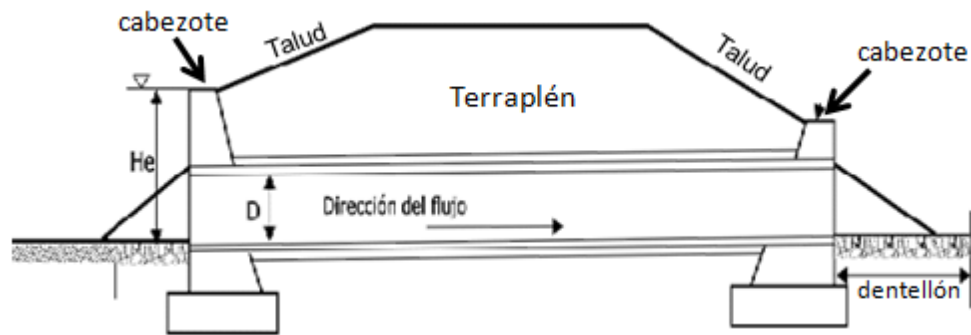 cabezote
Talud
Talud
cabezote
Terraplén
He
D
Dirección del flujo
dentellón